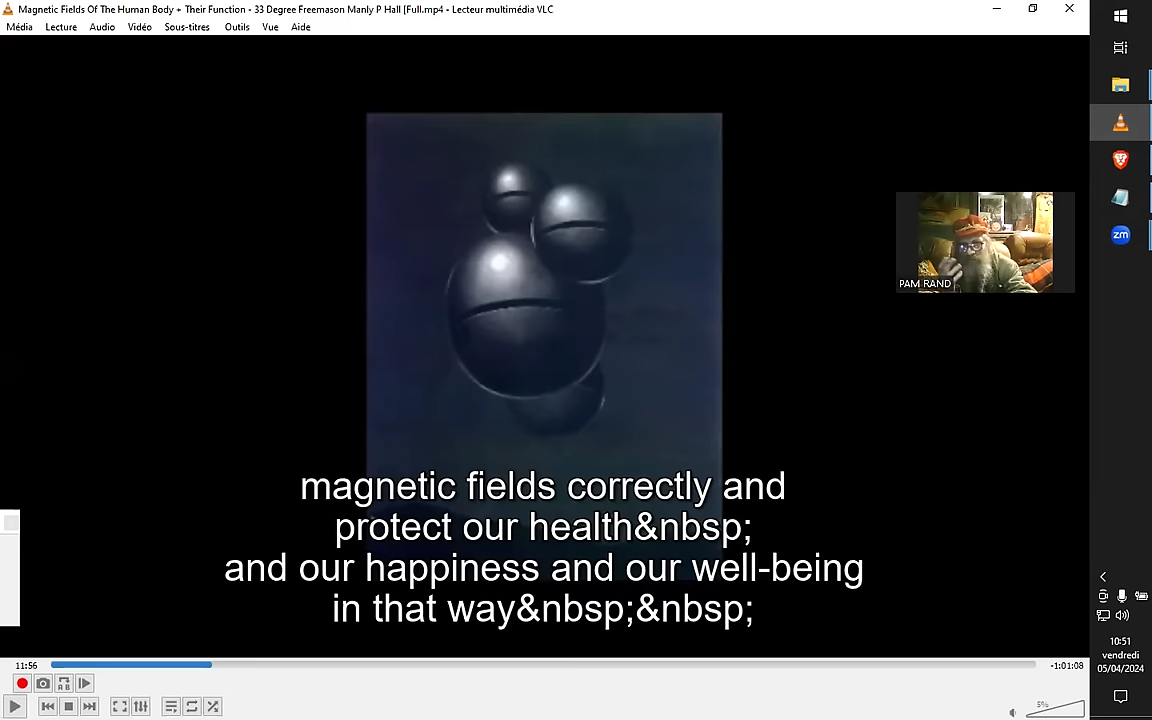 Magnetic Fields Of The Human Body + Their Function - 33 Degree Freemason Manly P Hall [Full.mp4 - Lecteur multimédia VLC
Média Lecture Audio Vidéo Sous-titres Outils Vue Aide
PAM RAND
zm
magnetic fields correctly and
protect our health&nbsp;
and our happiness and our well-being
in that way&nbsp;&nbsp;
11:56
-1:01:08
5%
10:51
vendredi
05/04/2024